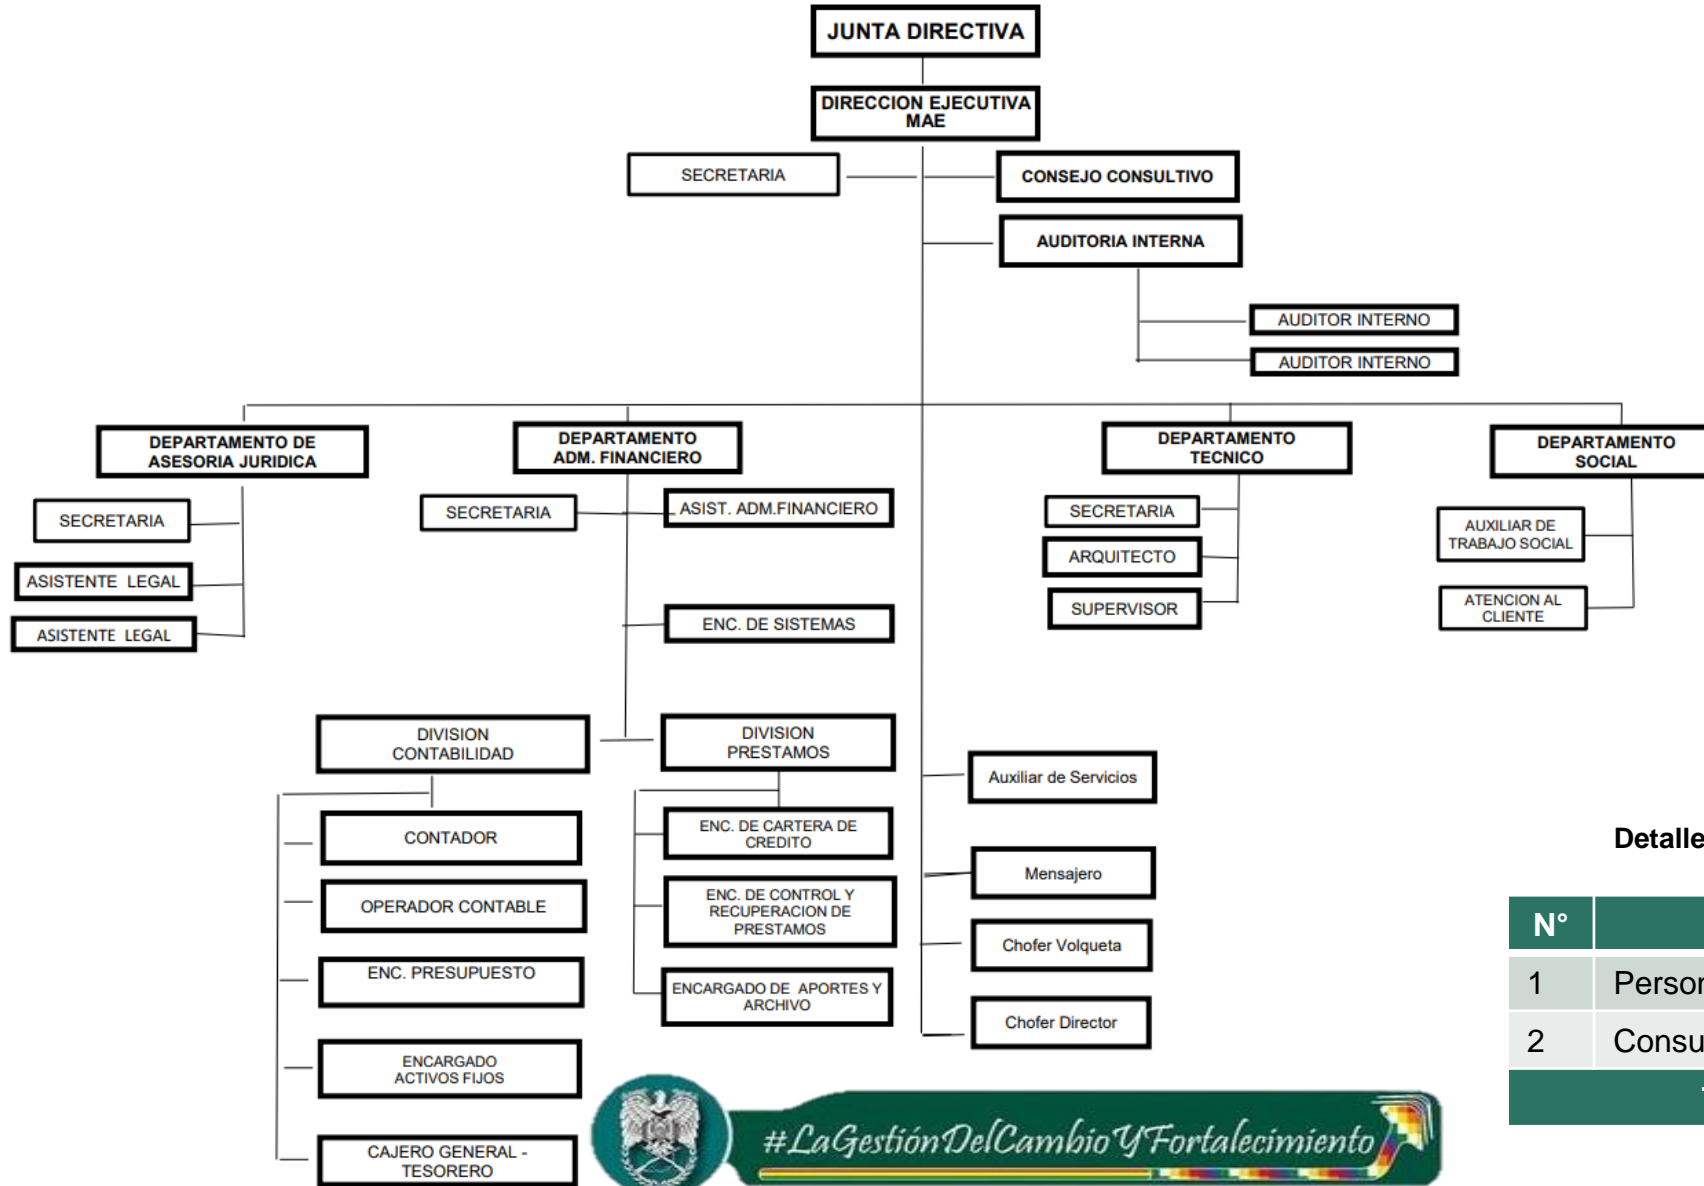 JUNTA DIRECTIVA
DIRECCION EJECUTIVA
MAE
SECRETARIA
CONSEJO CONSULTIVO
AUDITORIA INTERNA
AUDITOR INTERNO
AUDITOR INTERNO
DEPARTAMENTO DE
ASESORIA JURIDICA
SECRETARIA
ASISTENTE LEGAL
ASISTENTE LEGAL
DEPARTAMENTO
ADM. FINANCIERO
SECRETARIA
ASIST. ADM.FINANCIERO
ENC. DE SISTEMAS
DIVISION
CONTABILIDAD
CONTADOR
OPERADOR CONTABLE
ENC. PRESUPUESTO
ENCARGADO
ACTIVOS FIJOS
CAJERO GENERAL -
TESORERO
DIVISION
PRESTAMOS
ENC. DE CARTERA DE
CREDITO
ENC. DE CONTROL Y
RECUPERACION DE
PRESTAMOS
ENCARGADO DE APORTES Y
ARCHIVO
DEPARTAMENTO
TECNICO
SECRETARIA
ARQUITECTO
SUPERVISOR
DEPARTAMENTO
SOCIAL
AUXILIAR DE
TRABAJO SOCIAL
ATENCION AL
CLIENTE
Auxiliar de Servicios
Mensajero
Chofer Volqueta
Chofer Director
Detalle
N°
1
2
#LaGestiónDelCambioYFortalecimiento